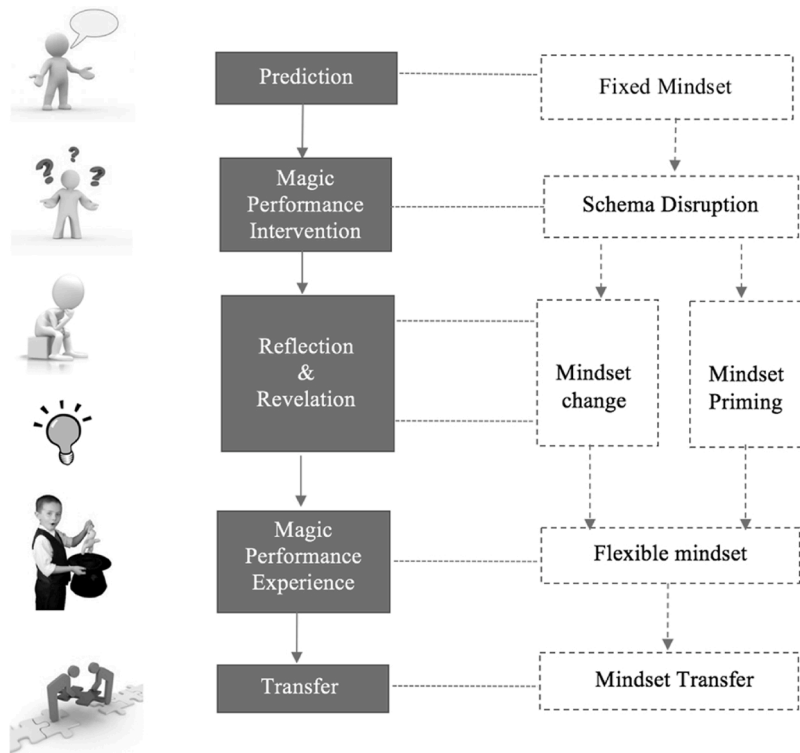 Prediction
Fixed Mindset
Magic
Performance
Intervention
Schema Disruption
Reflection
&
Revelation
Mindset
change
Mindset
Priming
Magic
Performance
Experience
Flexible mindset
Transfer
Mindset Transfer
? ? ?